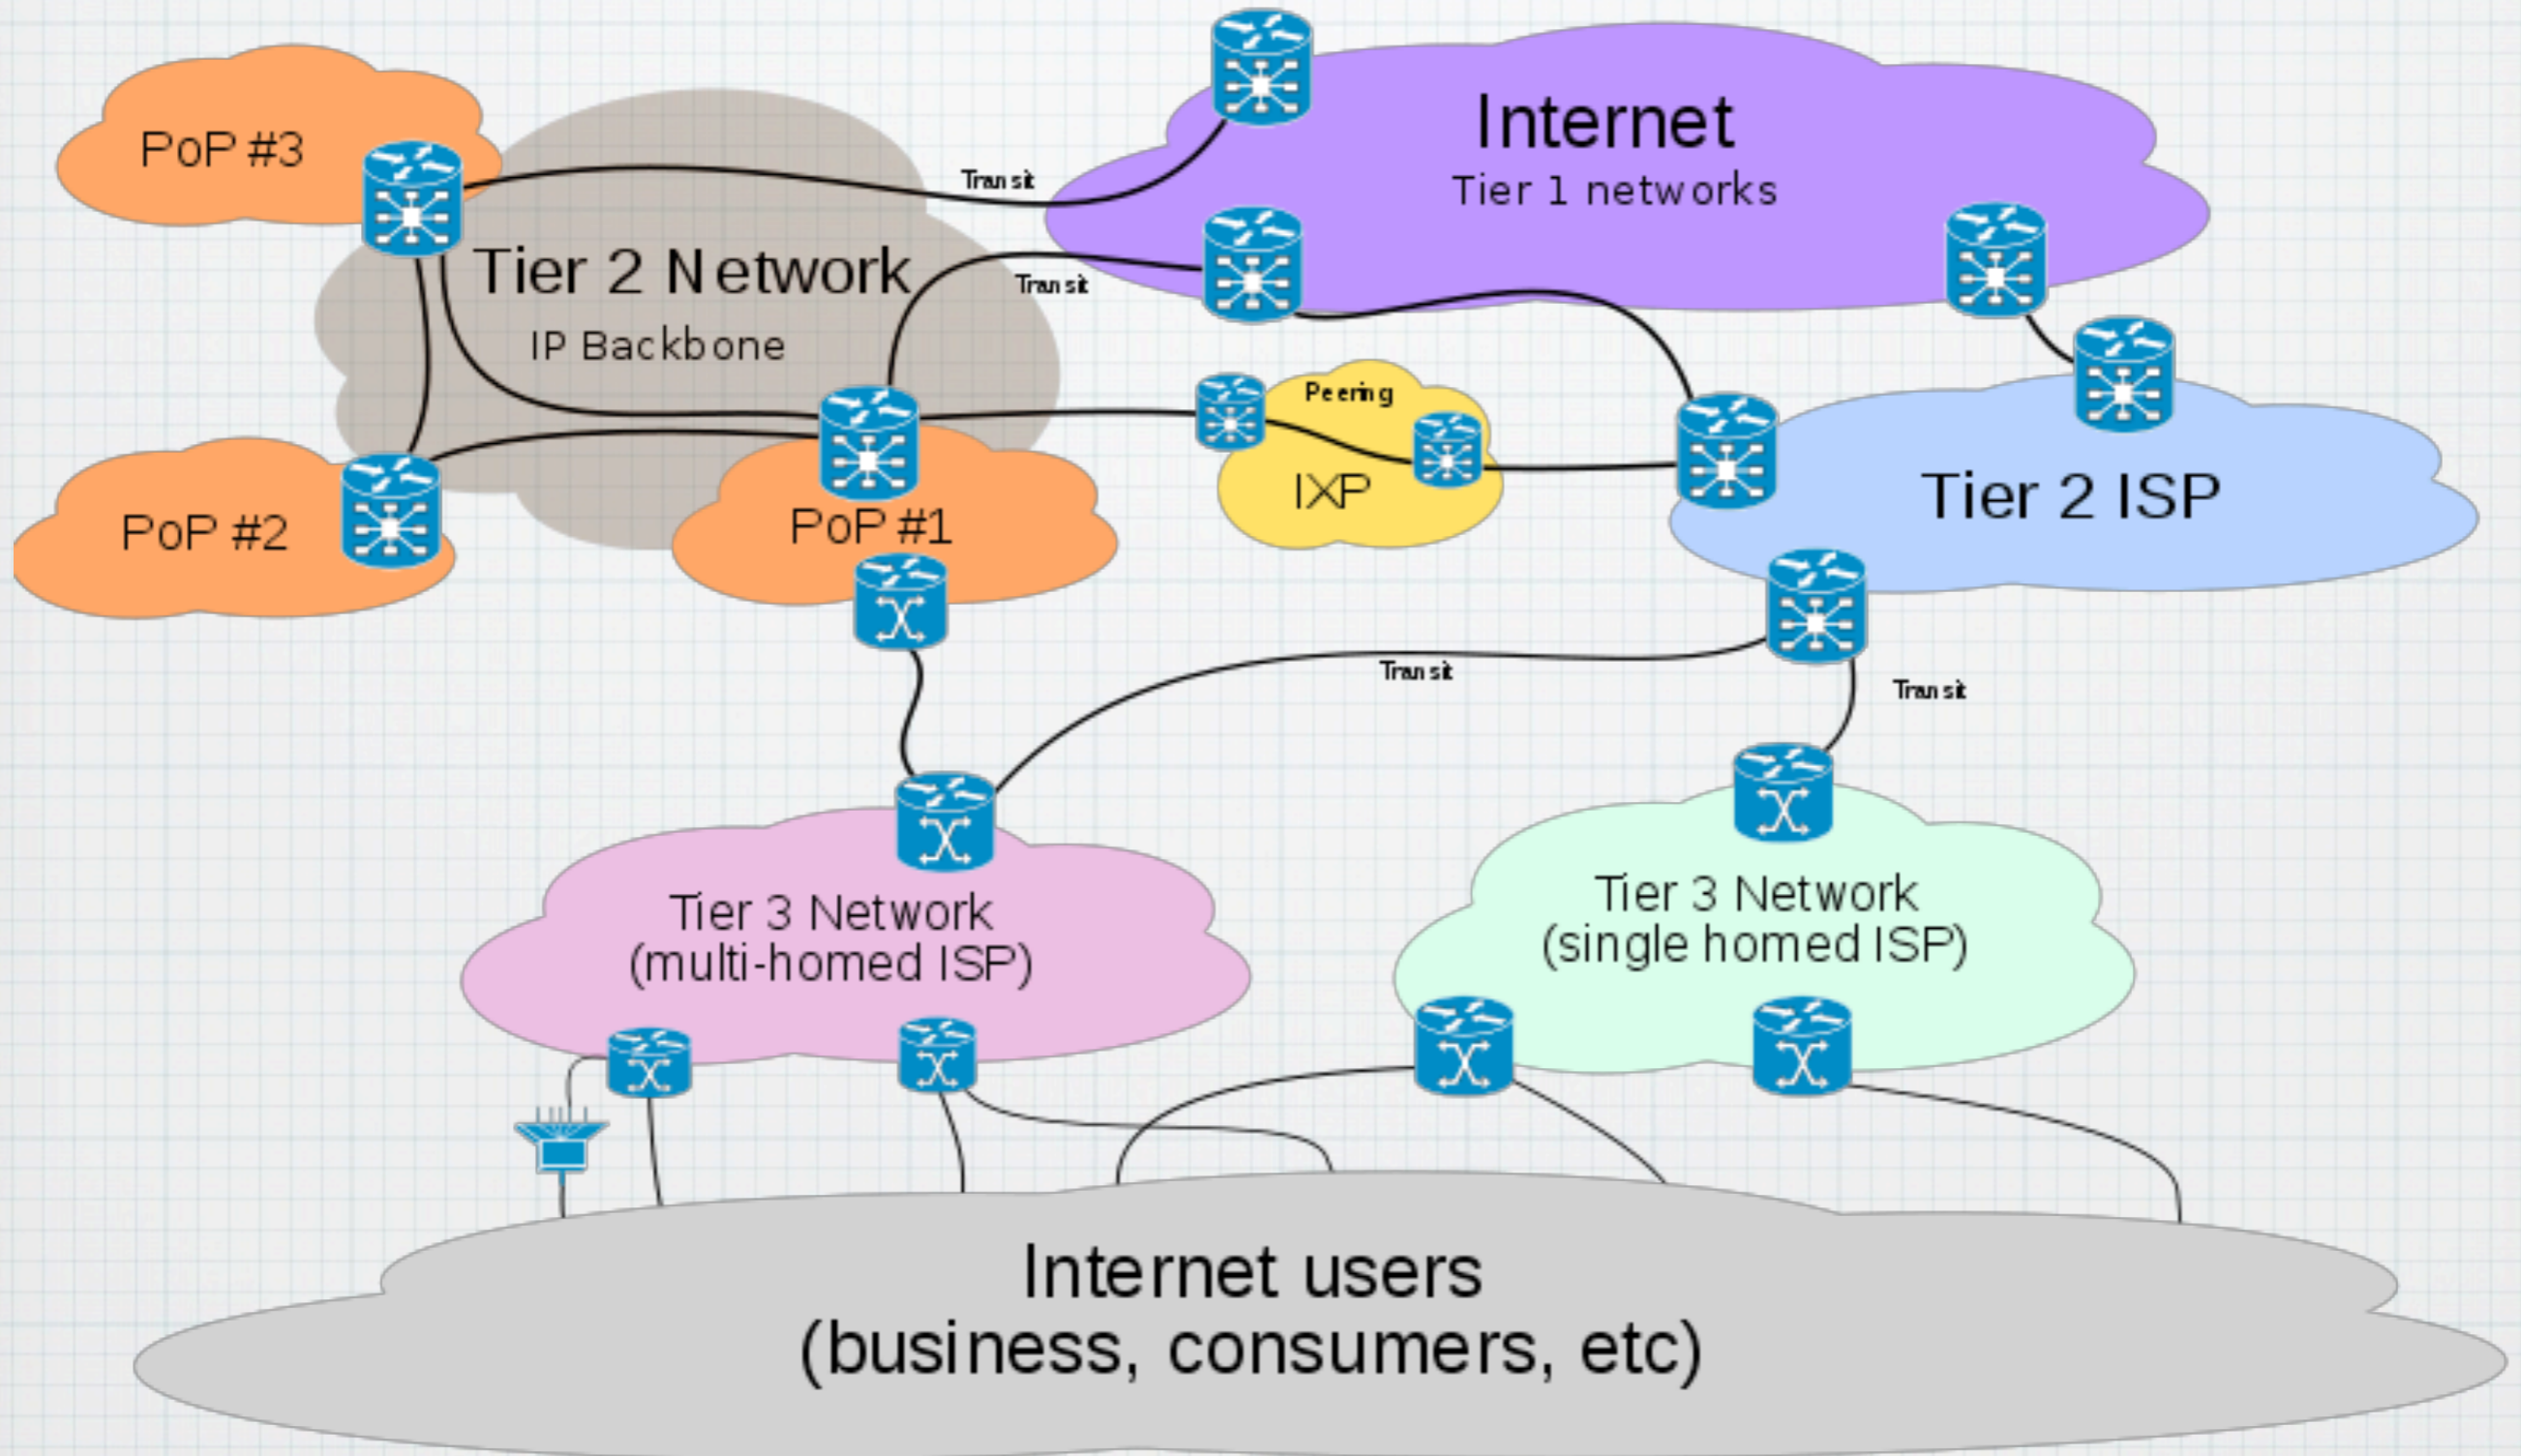 Internet
Tier 1 networks
PoP #3
Transit
Tier 2 Network
Transit
IP Backbone
Peering
IXP
Tier 2 ISP
PoP #2
PoP #1
Transit
Transit
Tier 3 Network
(multi-homed ISP)
Tier 3 Network
(single homed ISP)
Internet users
(business, consumers, etc)